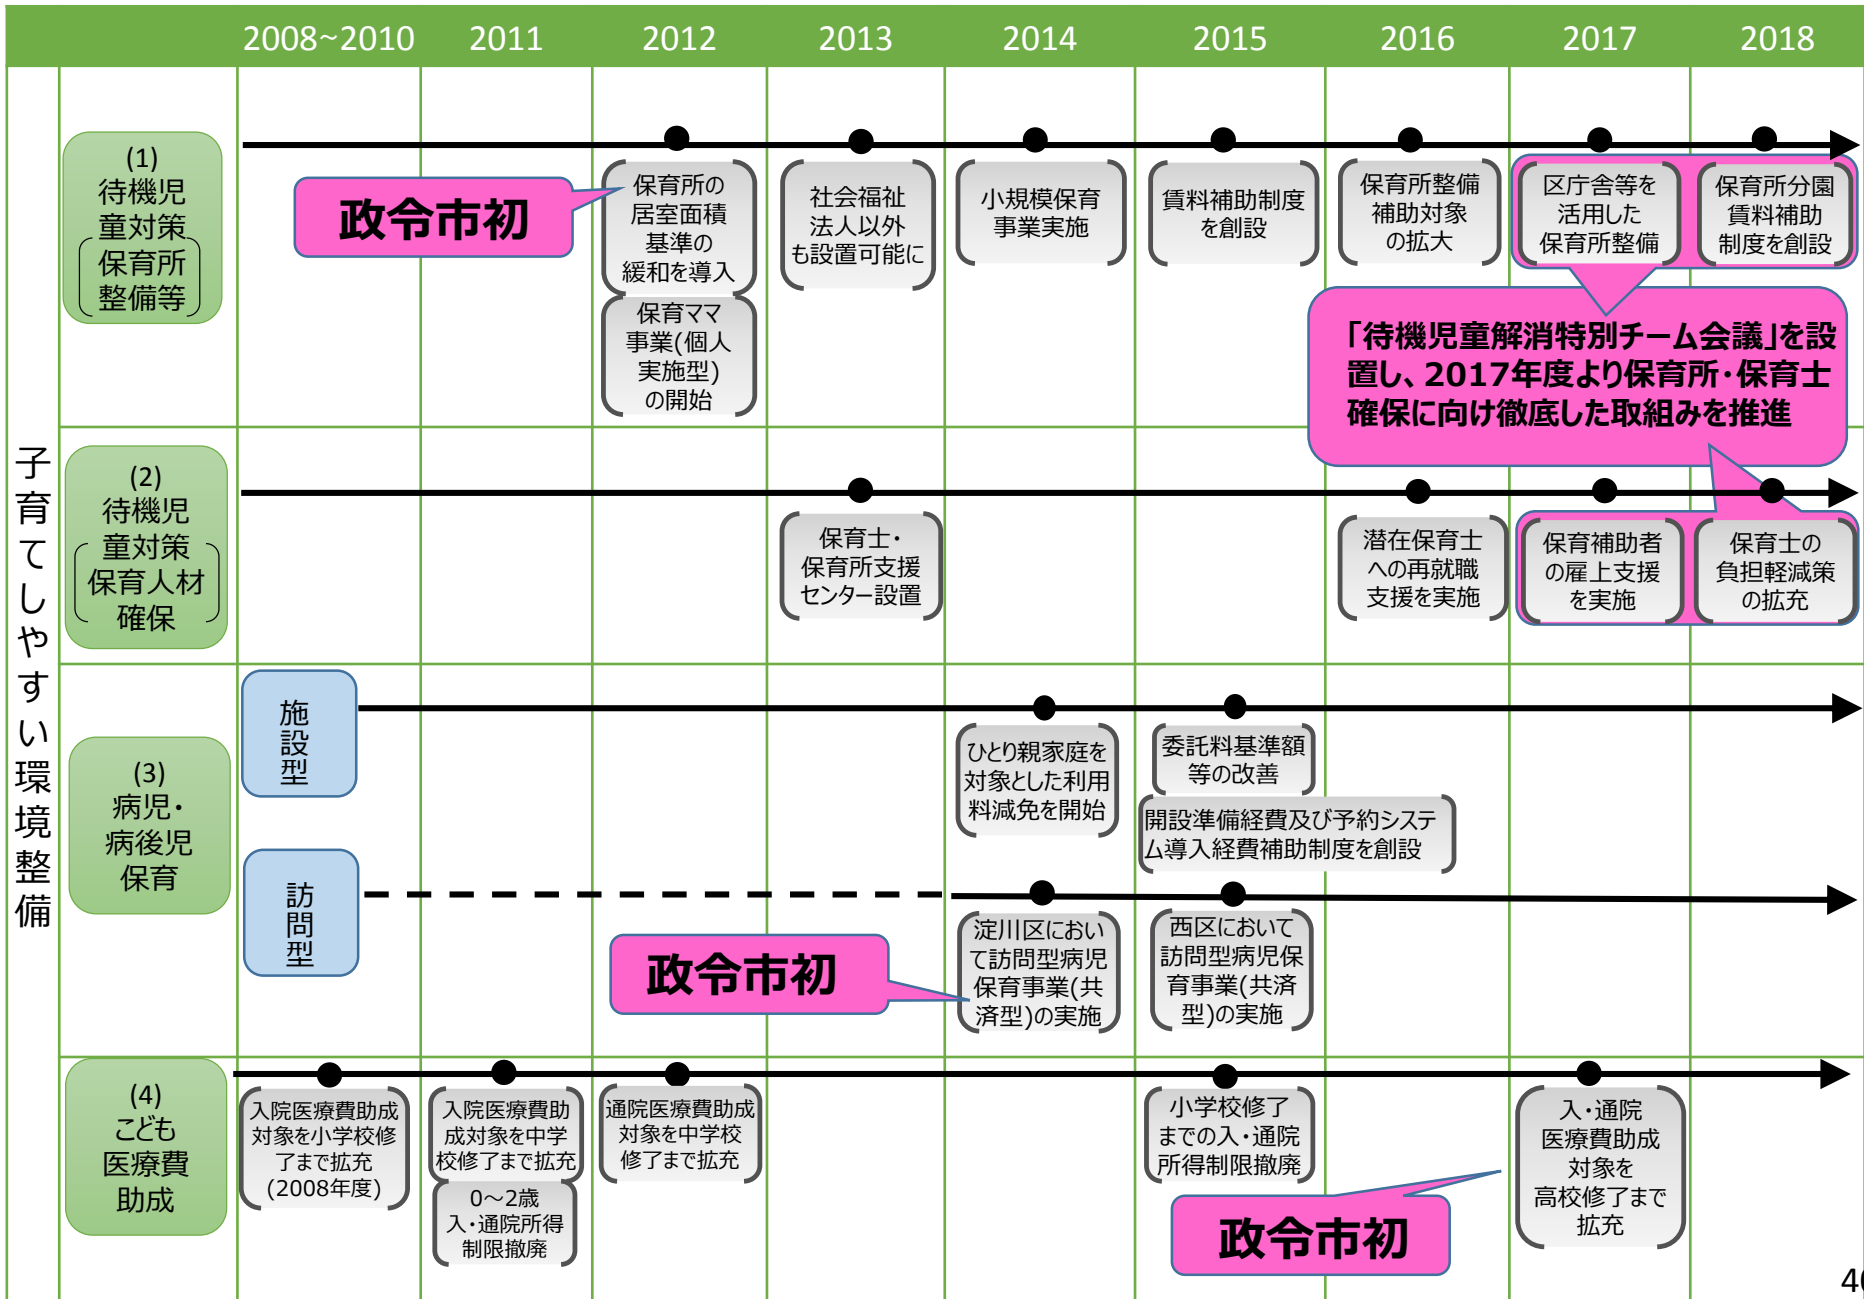 2008~2010
2011
2012
2013
2014
2015
2016
2017
2018
子育てしやすい環境整備
(1)
待機児
童対策
保育所
整備等
政令市初
保育所の
居室面積
基準の
緩和を導入
保育ママ
事業(個人
実施型)
の開始
社会福祉
法人以外
も設置可能に
小規模保育
事業実施
賃料補助制度
を創設
保育所整備
補助対象
の拡大
区庁舎等を
活用した
保育所整備
保育所分園
賃料補助
制度を創設
「待機児童解消特別チーム会議」を設
置し、2017年度より保育所・保育士
確保に向け徹底した取組みを推進
(2)
待機児
童対策
保育人材
確保
保育士・
保育所支援
センター設置
潜在保育士
への再就職
支援を実施
保育補助者
の雇上支援
を実施
保育士の
負担軽減策
の拡充
(3)
病児・
病後児
保育
施設型
ひとり親家庭を
対象とした利用
料減免を開始
委託料基準額
等の改善
開設準備経費及び予約システ
ム導入経費補助制度を創設
訪問型
政令市初
淀川区におい
て訪問型病児
保育事業(共
済型)の実施
西区において
訪問型病児保
育事業(共済
型)の実施
(4)
こども
医療費
助成
入院医療費助成
対象を小学校修
了まで拡充
(2008年度)
入院医療費助
成対象を中学
校修了まで拡充
0～2歳
入・通院所得
制限撤廃
通院医療費助成
対象を中学校
修了まで拡充
小学校修了
までの入・通院
所得制限撤廃
政令市初
入・通院
医療費助成
対象を
高校修了まで
拡充